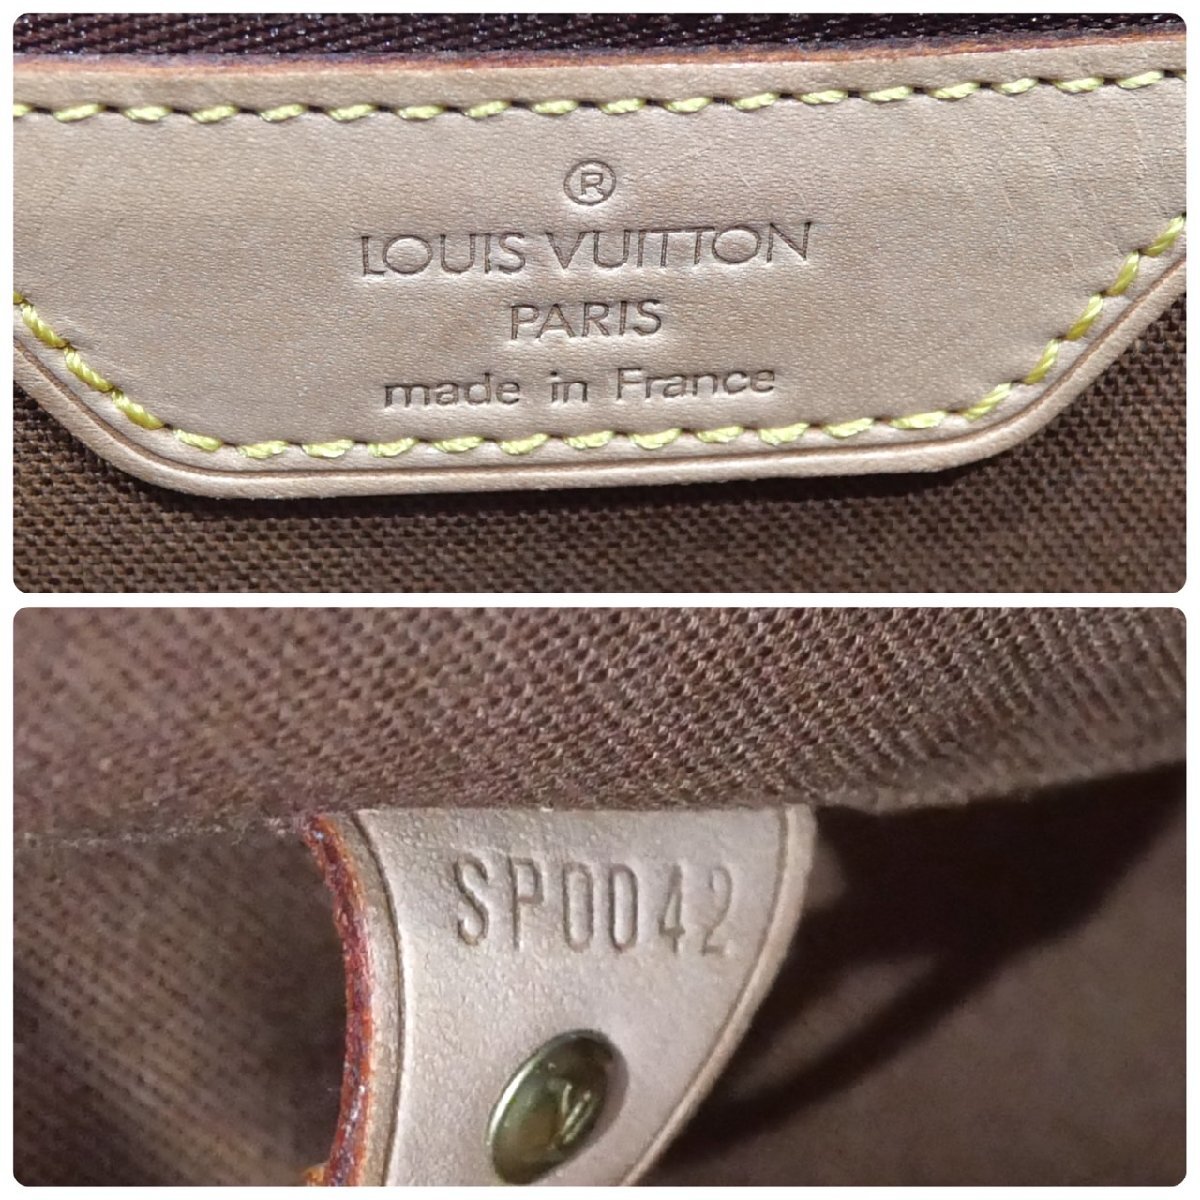 ®
LOUIS VUITTON
PARIS
made in France
SP0042